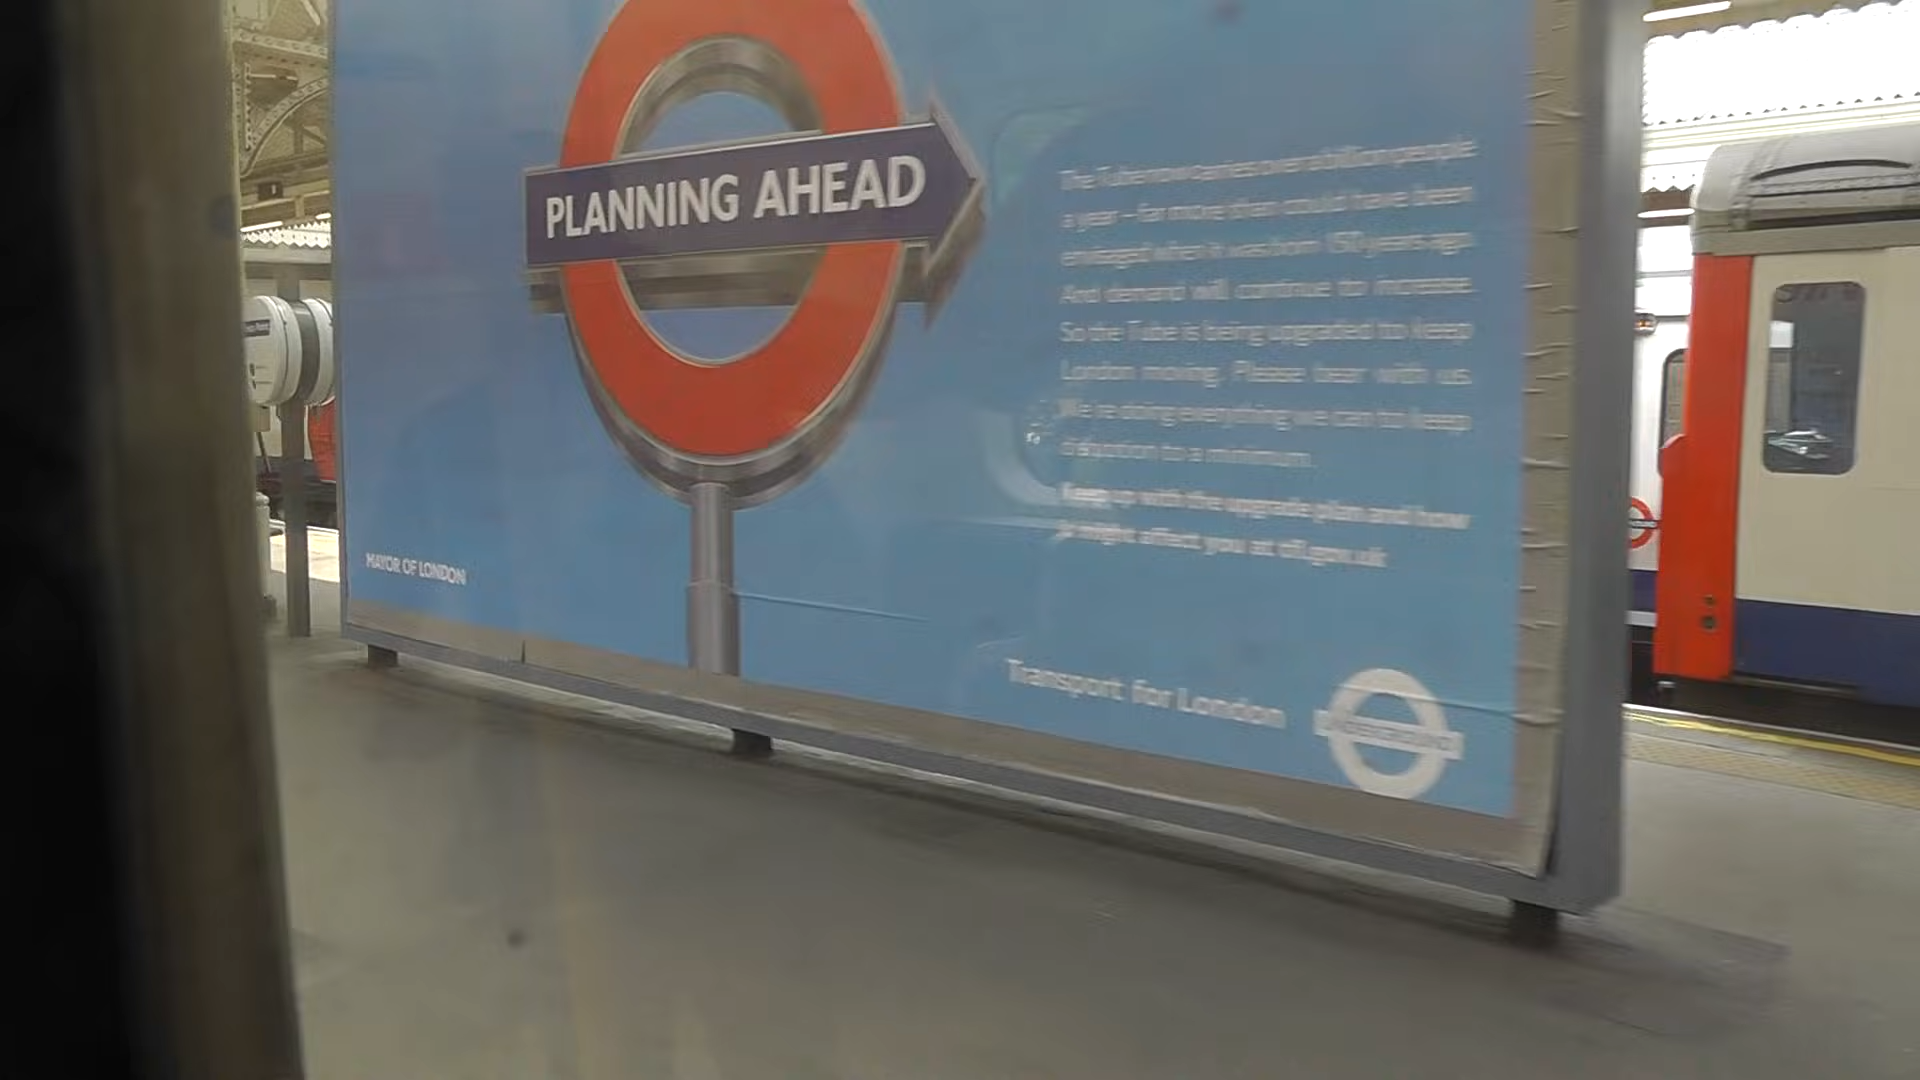 PLANNING AHEAD
The Tube now carries over a billion people
a year – far more than could have been
envisaged when it was born 150 years ago.
And demand will continue to increase.
So the Tube is being upgraded to keep
London moving. Please bear with us.
We're doing everything we can to keep
disruption to a minimum.
Keep up with the upgrade plan and how
it might affect you at tfl.gov.uk
MAYOR OF LONDON
Transport for London